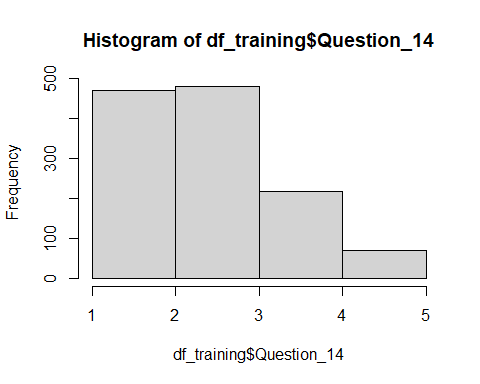 Histogram of df_training$Question_14
Frequency
500
300
100
0
1 2 3 4 5
df_training$Question_14